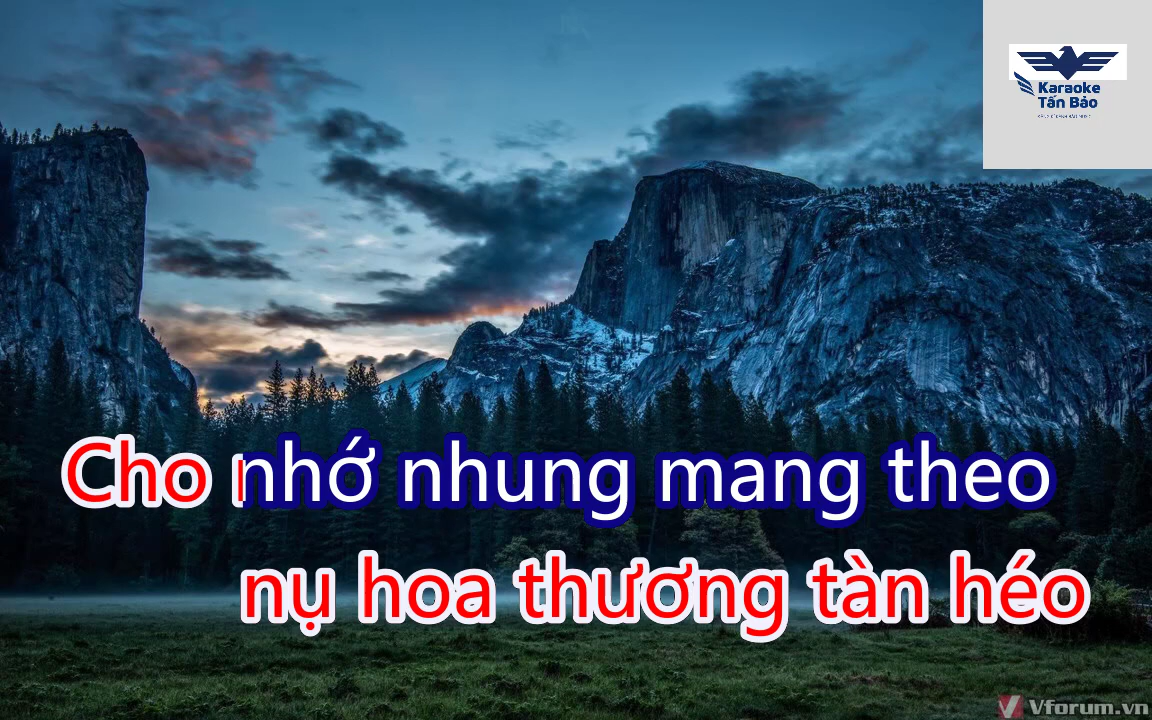 Karaoke
Tấn Bảo
Cho nhớ nhung mang theo
nụ hoa thương tàn héo
Vforum.vn